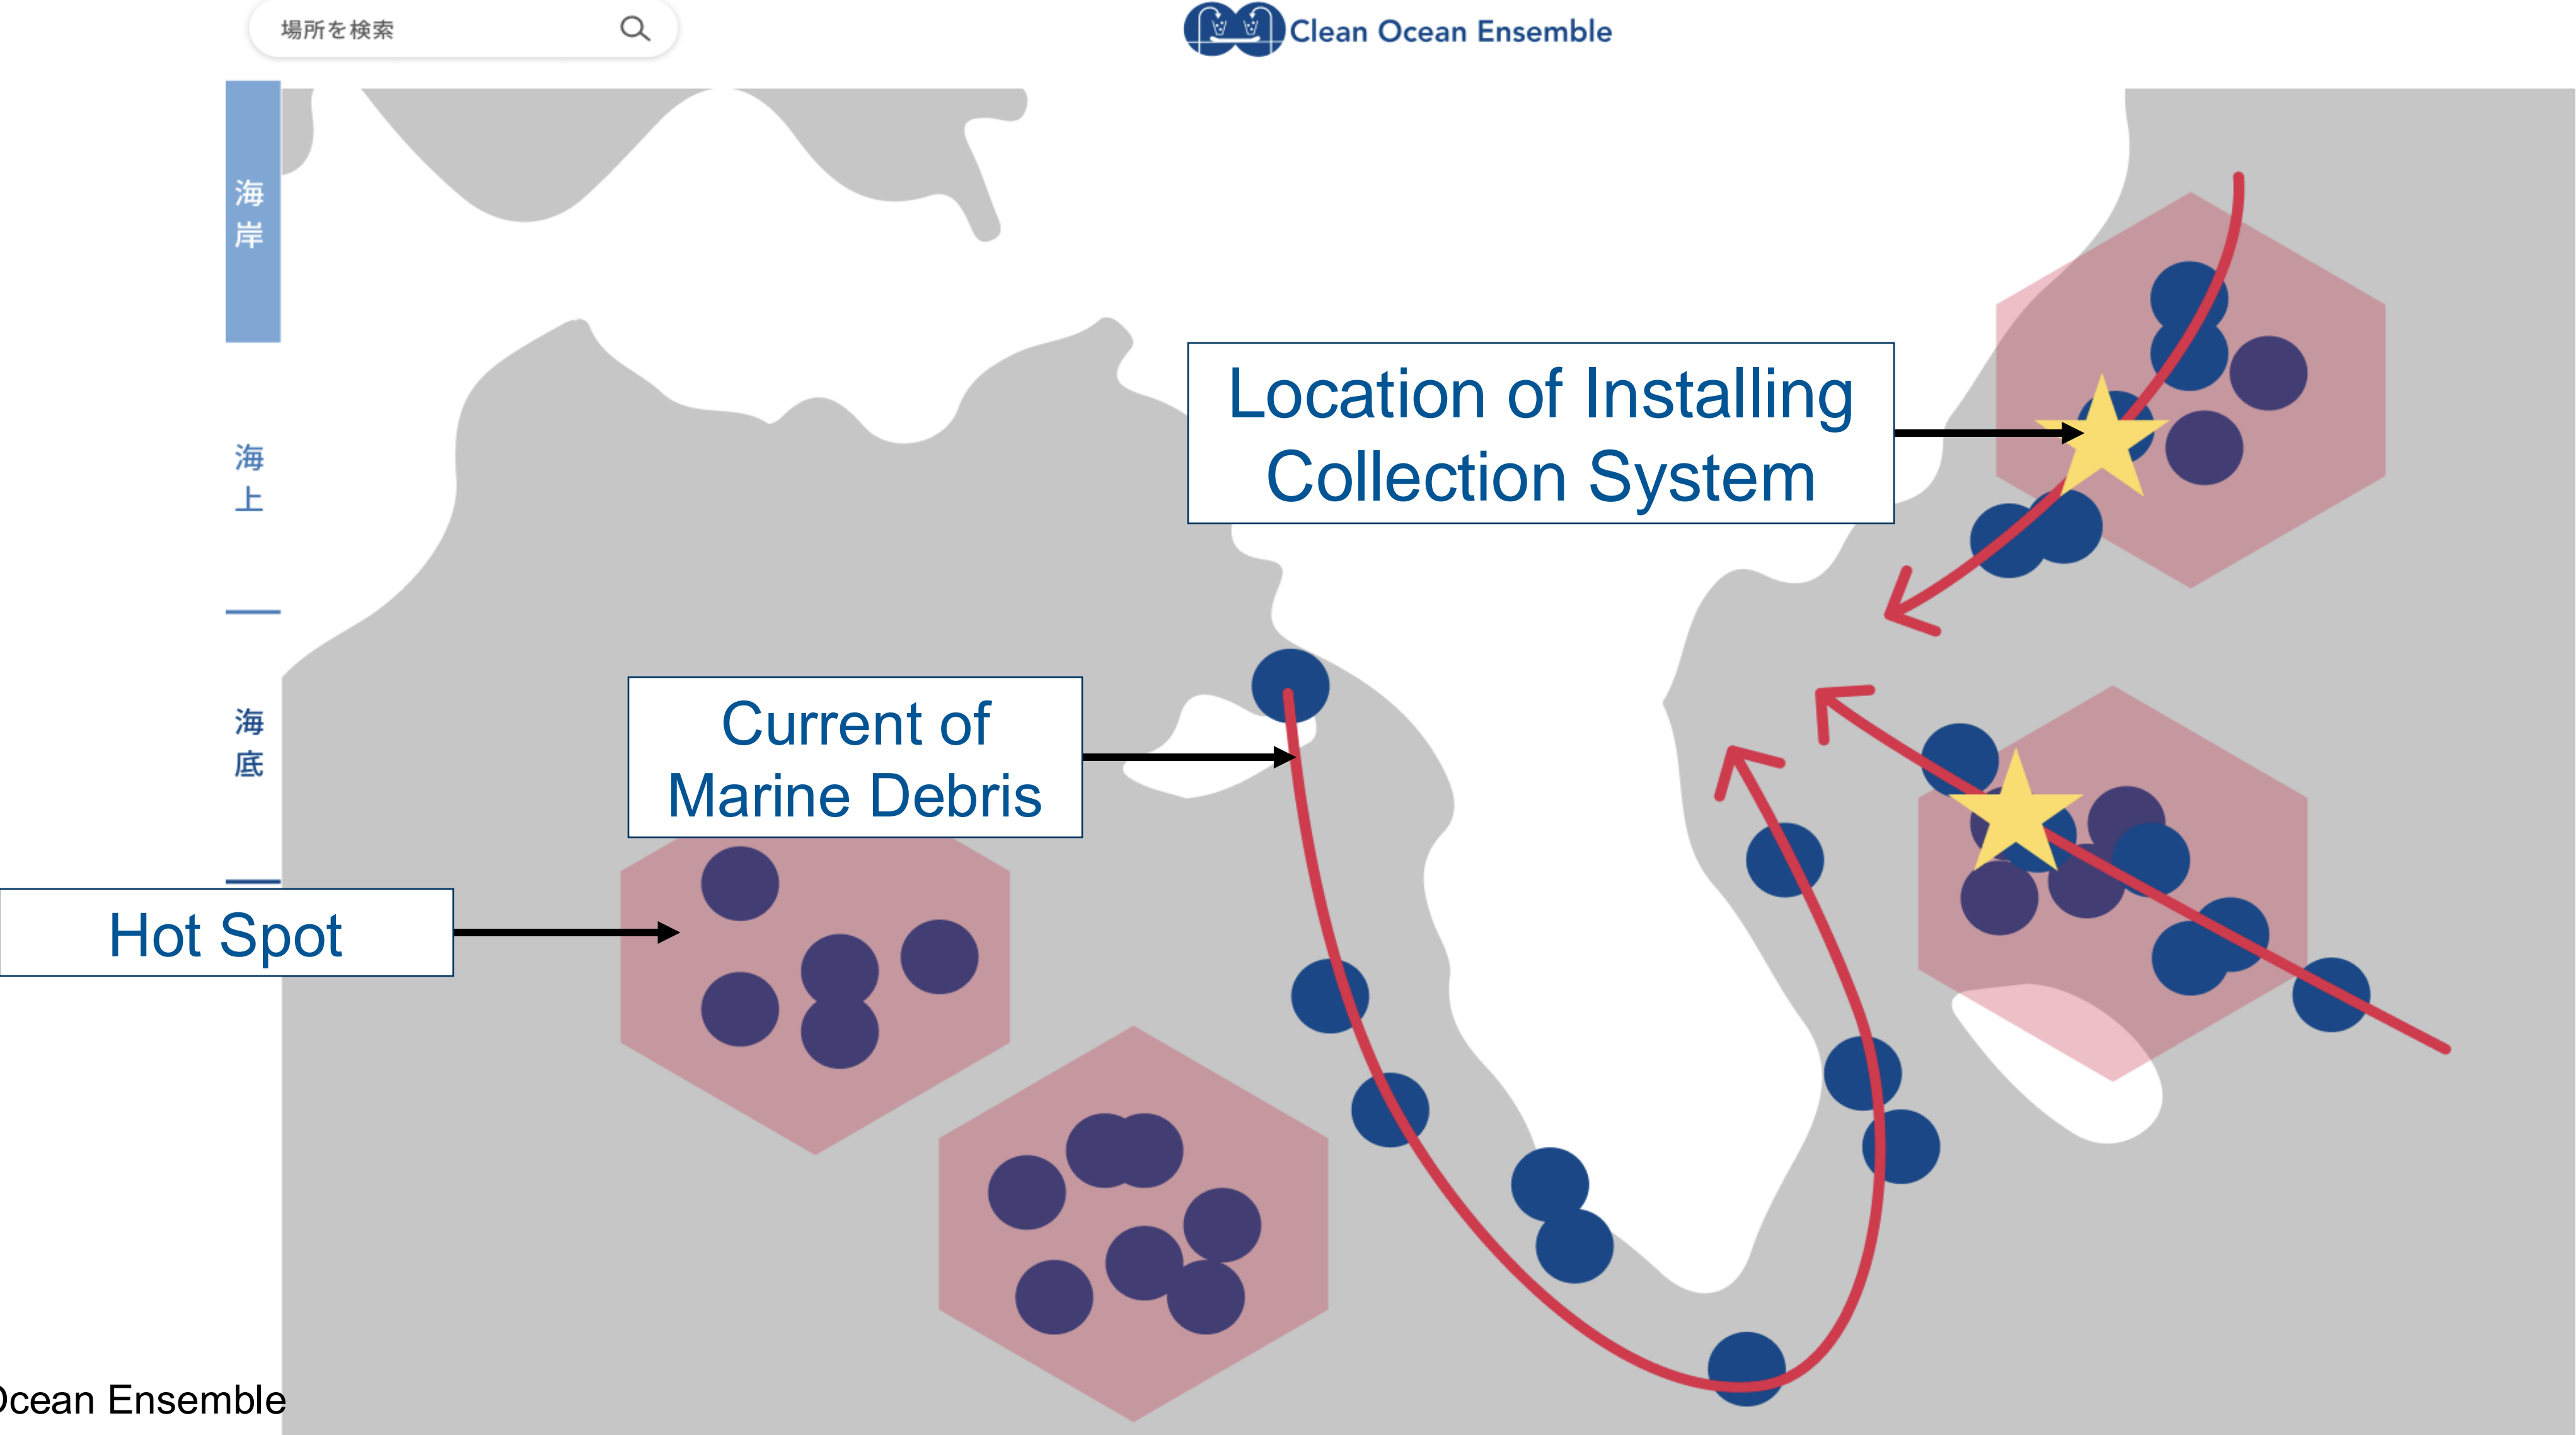 場所を検索
Clean Ocean Ensemble
海岸
海上
海底
Location of Installing
Collection System
Current of
Marine Debris
Hot Spot
Ocean Ensemble